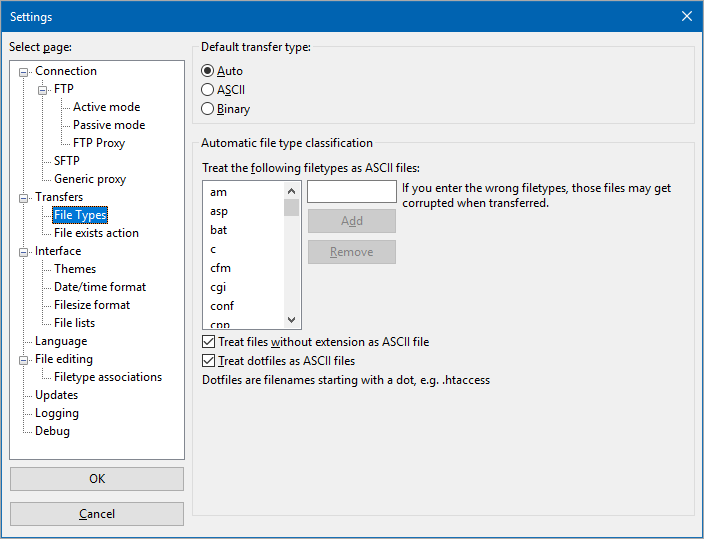 Settings
Select page:
Connection
FTP
Active mode
Passive mode
FTP Proxy
SFTP
Generic proxy
Transfers
File Types
File exists action
Interface
Themes
Date/time format
Filesize format
File lists
Language
File editing
Filetype associations
Updates
Logging
Debug
OK
Cancel
Default transfer type:
Auto
ASCII
Binary
Automatic file type classification
Treat the following filetypes as ASCII files:
am
asp
bat
c
cfm
cgi
conf
cpp
If you enter the wrong filetypes, those files may get
corrupted when transferred.
Add
Remove
Treat files without extension as ASCII file
Treat dotfiles as ASCII files
Dotfiles are filenames starting with a dot, e.g. .htaccess